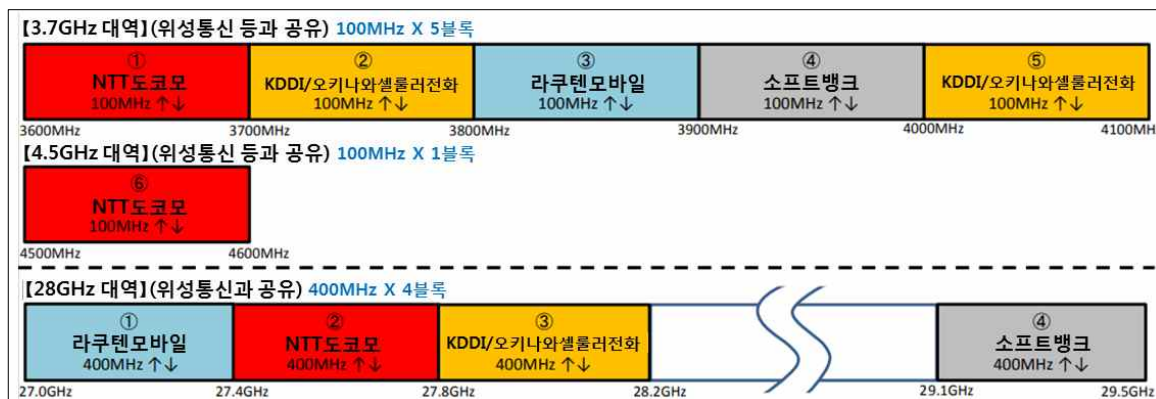 【3.7GHz 대역】(위성통신 등과 공유) 100MHz X 5블록
①
NTT도코모
100MHz ↑↓
②
KDDI/오키나와셀룰러전화
100MHz ↑↓
③
라쿠텐모바일
100MHz ↑↓
④
소프트뱅크
100MHz ↑↓
⑤
KDDI/오키나와셀룰러전화
100MHz ↑↓
3600MHz 3700MHz 3800MHz 3900MHz 4000MHz 4100MHz
【4.5GHz 대역】(위성통신 등과 공유) 100MHz X 1블록
⑥
NTT도코모
100MHz ↑↓
4500MHz 4600MHz
【28GHz 대역】(위성통신과 공유) 400MHz X 4블록
①
라쿠텐모바일
400MHz ↑↓
②
NTT도코모
400MHz ↑↓
③
KDDI/오키나와셀룰러전화
400MHz ↑↓
④
소프트뱅크
400MHz ↑↓
27.0GHz 27.4GHz 27.8GHz 28.2GHz 29.1GHz 29.5GHz